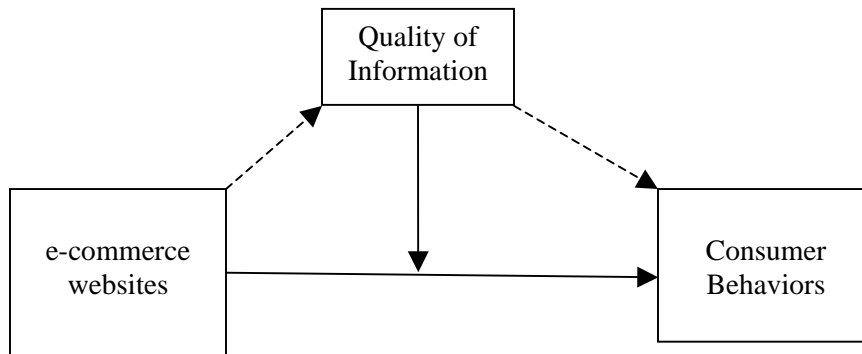 Quality of
Information
e-commerce
websites
Consumer
Behaviors